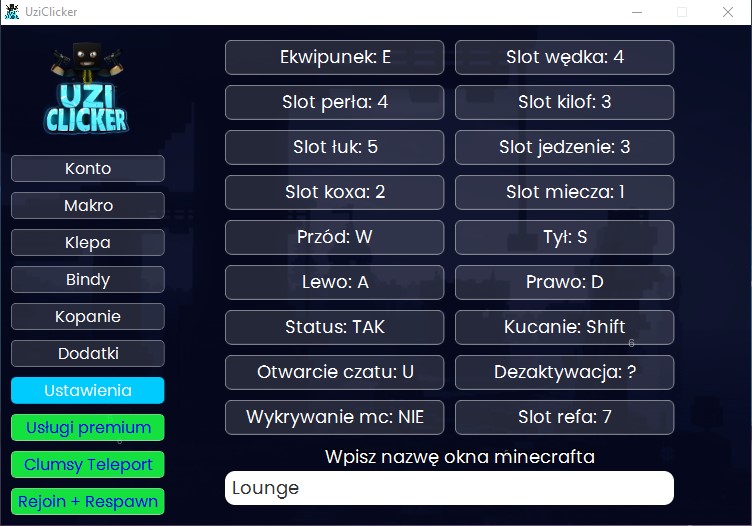 UziClicker
UZI
CLICKER
Konto
Makro
Klepa
Bindy
Kopanie
Dodatki
Ustawienia
Usługi premium
Clumsy Teleport
Rejoin + Respawn
Ekwipunek: E
Slot wędka: 4
Slot perła: 4
Slot kilof: 3
Slot łuk: 5
Slot jedzenie: 3
Slot koxa: 2
Slot miecza: 1
Przód: W
Tył: S
Lewo: A
Prawo: D
Status: TAK
Kucanie: Shift
6
Otwarcie czatu: U
Dezaktywacja: ?
Wykrywanie mc: NIE
Slot refa: 7
Wpisz nazwę okna minecrafta
Lounge